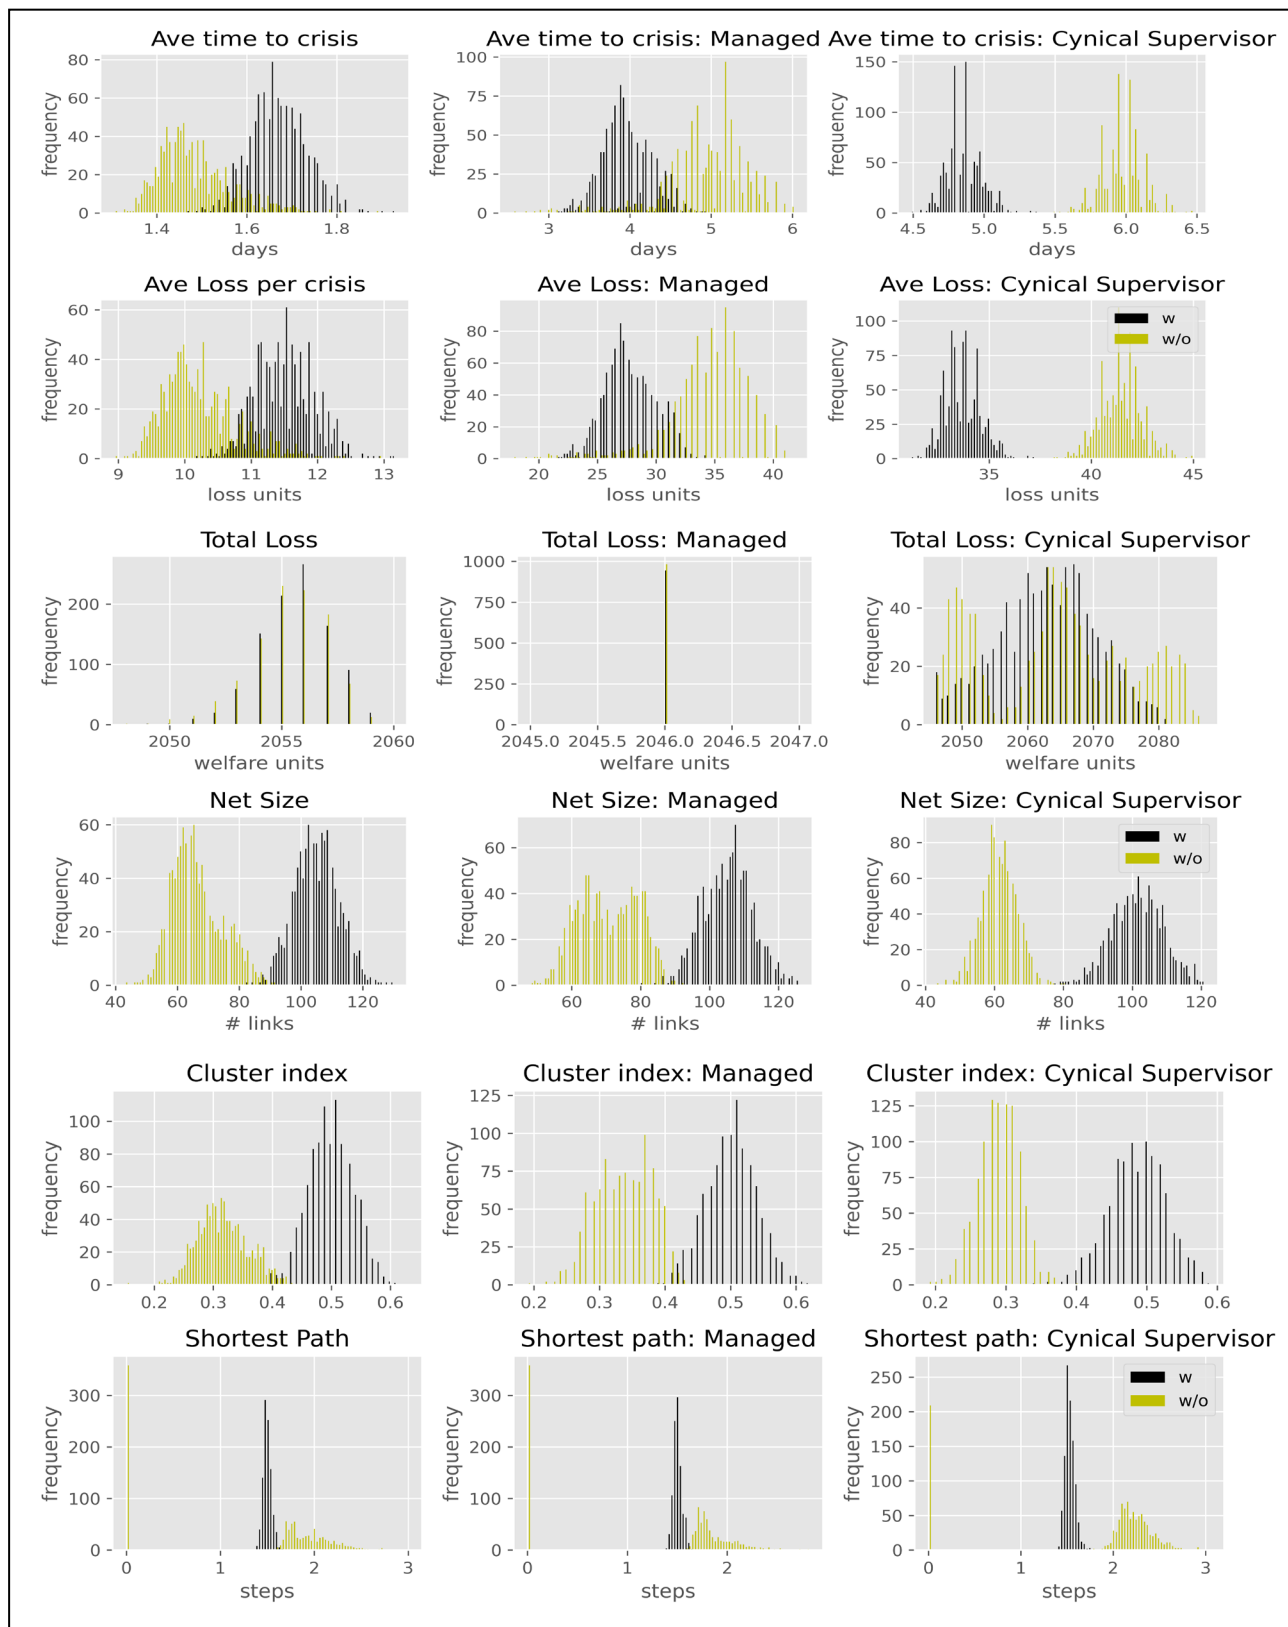 Ave time to crisis
Ave time to crisis: Managed
Ave time to crisis: Cynical Supervisor
frequency
80
60
40
20
0
1.4 1.6 1.8
days
frequency
100
75
50
25
0
3 4 5 6
days
frequency
150
100
50
0
4.5 5.0 5.5 6.0 6.5
days
Ave Loss per crisis
Ave Loss: Managed
Ave Loss: Cynical Supervisor
frequency
60
40
20
0
9 10 11 12 13
loss units
frequency
80
60
40
20
0
20 25 30 35 40
loss units
frequency
100
75
50
25
0
w
w/o
35 40 45
loss units
Total Loss
Total Loss: Managed
Total Loss: Cynical Supervisor
frequency
200
100
0
2050 2055 2060
welfare units
frequency
1000
750
500
250
0
2045.0 2045.5 2046.0 2046.5 2047.0
welfare units
frequency
40
20
0
2050 2060 2070 2080
welfare units
Net Size
Net Size: Managed
Net Size: Cynical Supervisor
frequency
60
40
20
0
40 60 80 100 120
# links
frequency
60
40
20
0
60 80 100 120
# links
frequency
80
60
40
20
0
w
w/o
40 60 80 100 120
# links
Cluster index
Cluster index: Managed
Cluster index: Cynical Supervisor
frequency
100
80
60
40
20
0
0.2 0.3 0.4 0.5 0.6
frequency
125
100
75
50
25
0
0.2 0.3 0.4 0.5 0.6
frequency
125
100
75
50
25
0
0.2 0.3 0.4 0.5 0.6
Shortest Path
Shortest path: Managed
Shortest path: Cynical Supervisor
frequency
300
200
100
0
0 1 2 3
steps
frequency
300
200
100
0
0 1 2
steps
frequency
250
200
150
100
50
0
w
w/o
0 1 2 3
steps